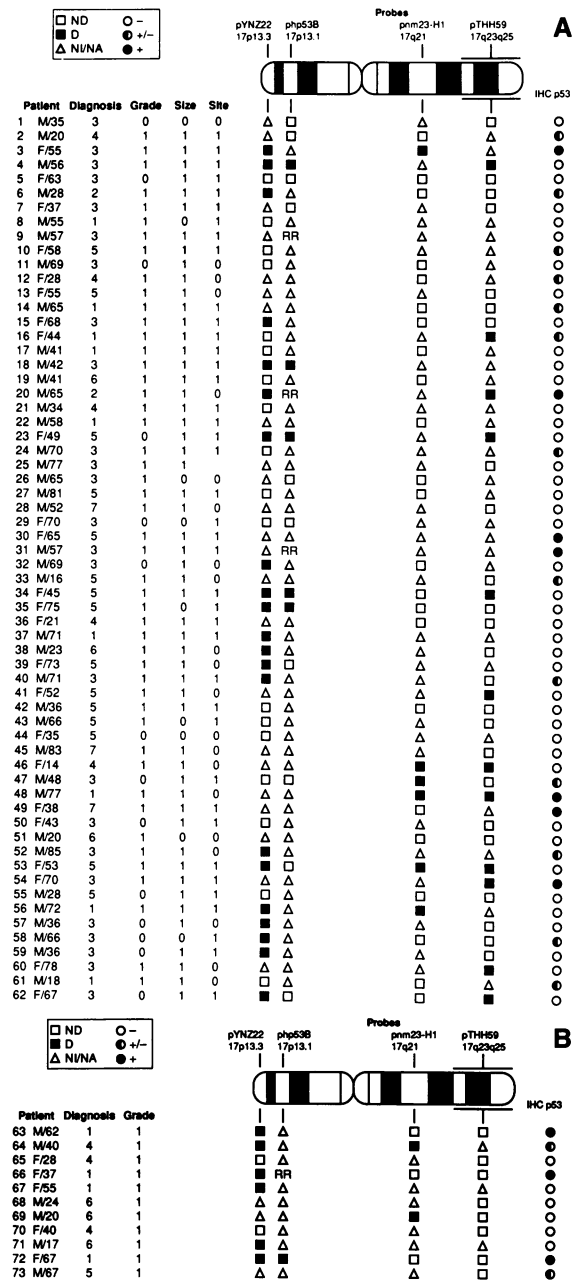 ND −
D +/−
NI/NA +
Probes
A
pYNZ22 php53B pnm23-H1 pTHH59
17p13.3 17p13.1 17q21 17q23q25
IHC p53
Patient Diagnosis Grade Size Site
1 M/35 3 0 0 0
2 M/20 4 1 1 1
3 F/55 3 1 1 1
4 M/56 3 1 1 1
5 F/63 3 0 1 1
6 M/28 2 1 1 1
7 F/37 3 1 1 1
8 M/55 1 1 0 1
9 M/57 3 1 1 1 RR
10 F/58 5 1 1 1
11 M/69 3 0 1 0
12 F/28 4 1 1 0
13 F/55 5 1 1 0
14 M/65 1 1 1 1
15 F/68 3 1 1 1
16 F/44 1 1 1 1
17 M/41 1 1 1 1
18 M/42 3 1 1 1
19 M/41 6 1 1 1
20 M/65 2 1 1 0 RR
21 M/34 4 1 1 1
22 M/58 1 1 1 1
23 F/49 5 0 1 1
24 M/70 3 1 1 1
25 M/77 3 1 1
26 M/65 3 1 0 0
27 M/81 5 1 1 1
28 M/52 7 1 1 0
29 F/70 3 0 0 1
30 F/65 5 1 1 1
31 M/57 3 1 1 1 RR
32 M/69 3 0 1 0
33 M/16 5 1 1 0
34 F/45 5 1 1 1
35 F/75 5 1 0 1
36 F/21 4 1 1 1
37 M/71 1 1 1 1
38 M/23 6 1 1 0
39 F/73 5 1 1 0
40 M/71 3 1 1 1
41 F/52 5 1 1 0
42 M/36 5 1 1 0
43 M/66 5 1 0 1
44 F/35 5 0 0 0
45 M/83 7 1 1 0
46 F/14 4 1 1 0
47 M/48 3 0 1 1
48 M/77 1 1 1 0
49 F/38 7 1 1 1
50 F/43 3 0 1 1
51 M/20 6 1 0 0
52 M/85 3 1 1 0
53 F/53 5 1 1 1
54 F/70 3 1 1 1
55 M/28 5 0 1 0
56 M/72 1 1 1 1
57 M/36 3 0 1 0
58 M/66 3 0 0 1
59 M/36 3 0 1 1
60 F/78 3 1 1 0
61 M/18 1 1 1 0
62 F/67 3 0 1 1
ND −
D +/−
NI/NA +
Probes
B
pYNZ22 php53B pnm23-H1 pTHH59
17p13.3 17p13.1 17q21 17q23q25
IHC p53
Patient Diagnosis Grade
63 M/62 1 1
64 M/40 4 1
65 F/28 4 1
66 F/37 1 1 RR
67 F/55 1 1
68 M/24 6 1
69 M/20 6 1
70 F/40 4 1
71 M/17 6 1
72 F/67 1 1
73 M/67 5 1